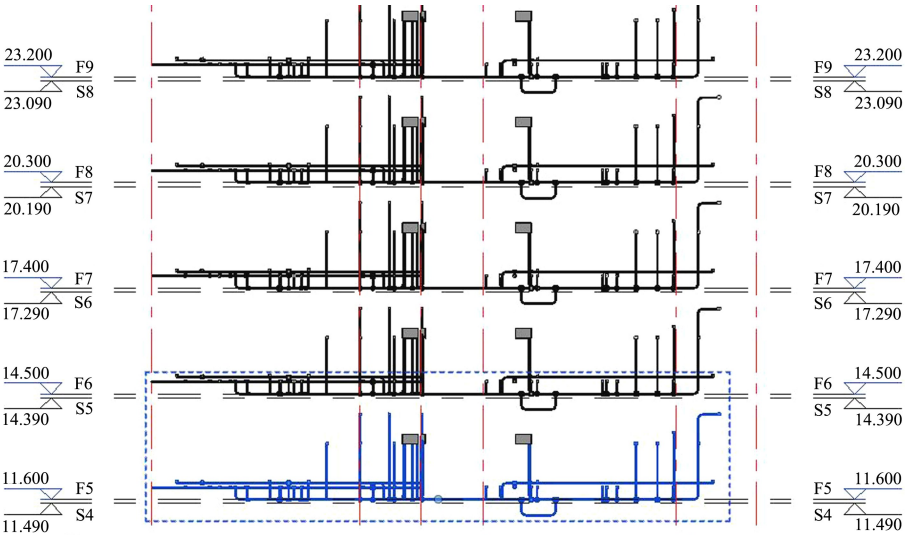 23.200 F9 F9 23.200
23.090 S8 S8 23.090
20.300 F8 F8 20.300
20.190 S7 S7 20.190
17.400 F7 F7 17.400
17.290 S6 S6 17.290
14.500 F6 F6 14.500
14.390 S5 S5 14.390
11.600 F5 F5 11.600
11.490 S4 S4 11.490